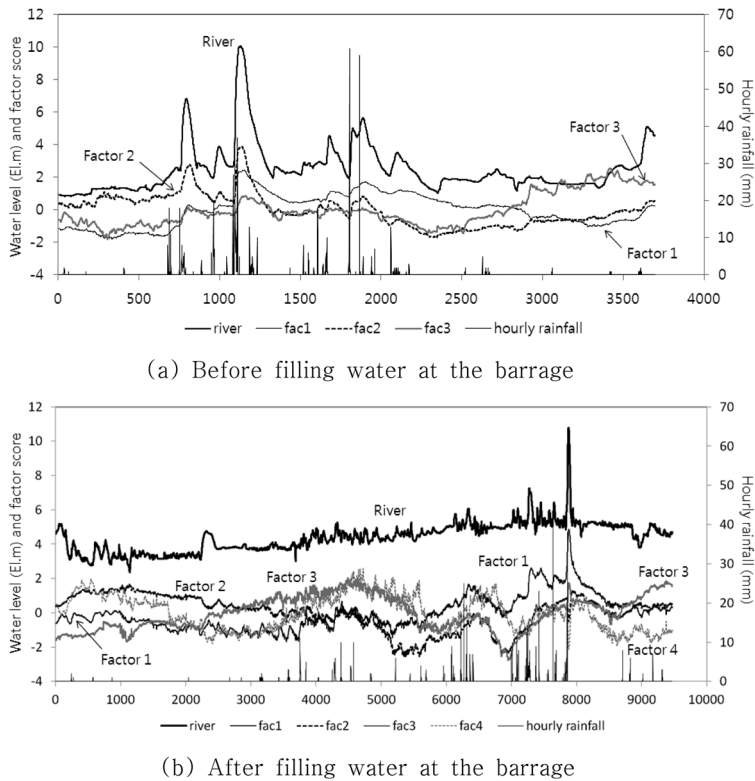 12
10
8
6
4
2
0
-2
-4
Water level (El.m) and factor score
River
Factor 2
Factor 3
Factor 1
70
60
50
40
30
20
10
0
Hourly rainfall (mm)
0 500 1000 1500 2000 2500 3000 3500 4000
river fac1 fac2 fac3 hourly rainfall
(a) Before filling water at the barrage
12
10
8
6
4
2
0
-2
-4
Water level (El.m) and factor score
River
Factor 1
Factor 2
Factor 3
Factor 3
Factor 1
Factor 4
70
60
50
40
30
20
10
0
Hourly rainfall (mm)
0 1000 2000 3000 4000 5000 6000 7000 8000 9000 10000
river fac1 fac2 fac3 fac4 hourly rainfall
(b) After filling water at the barrage